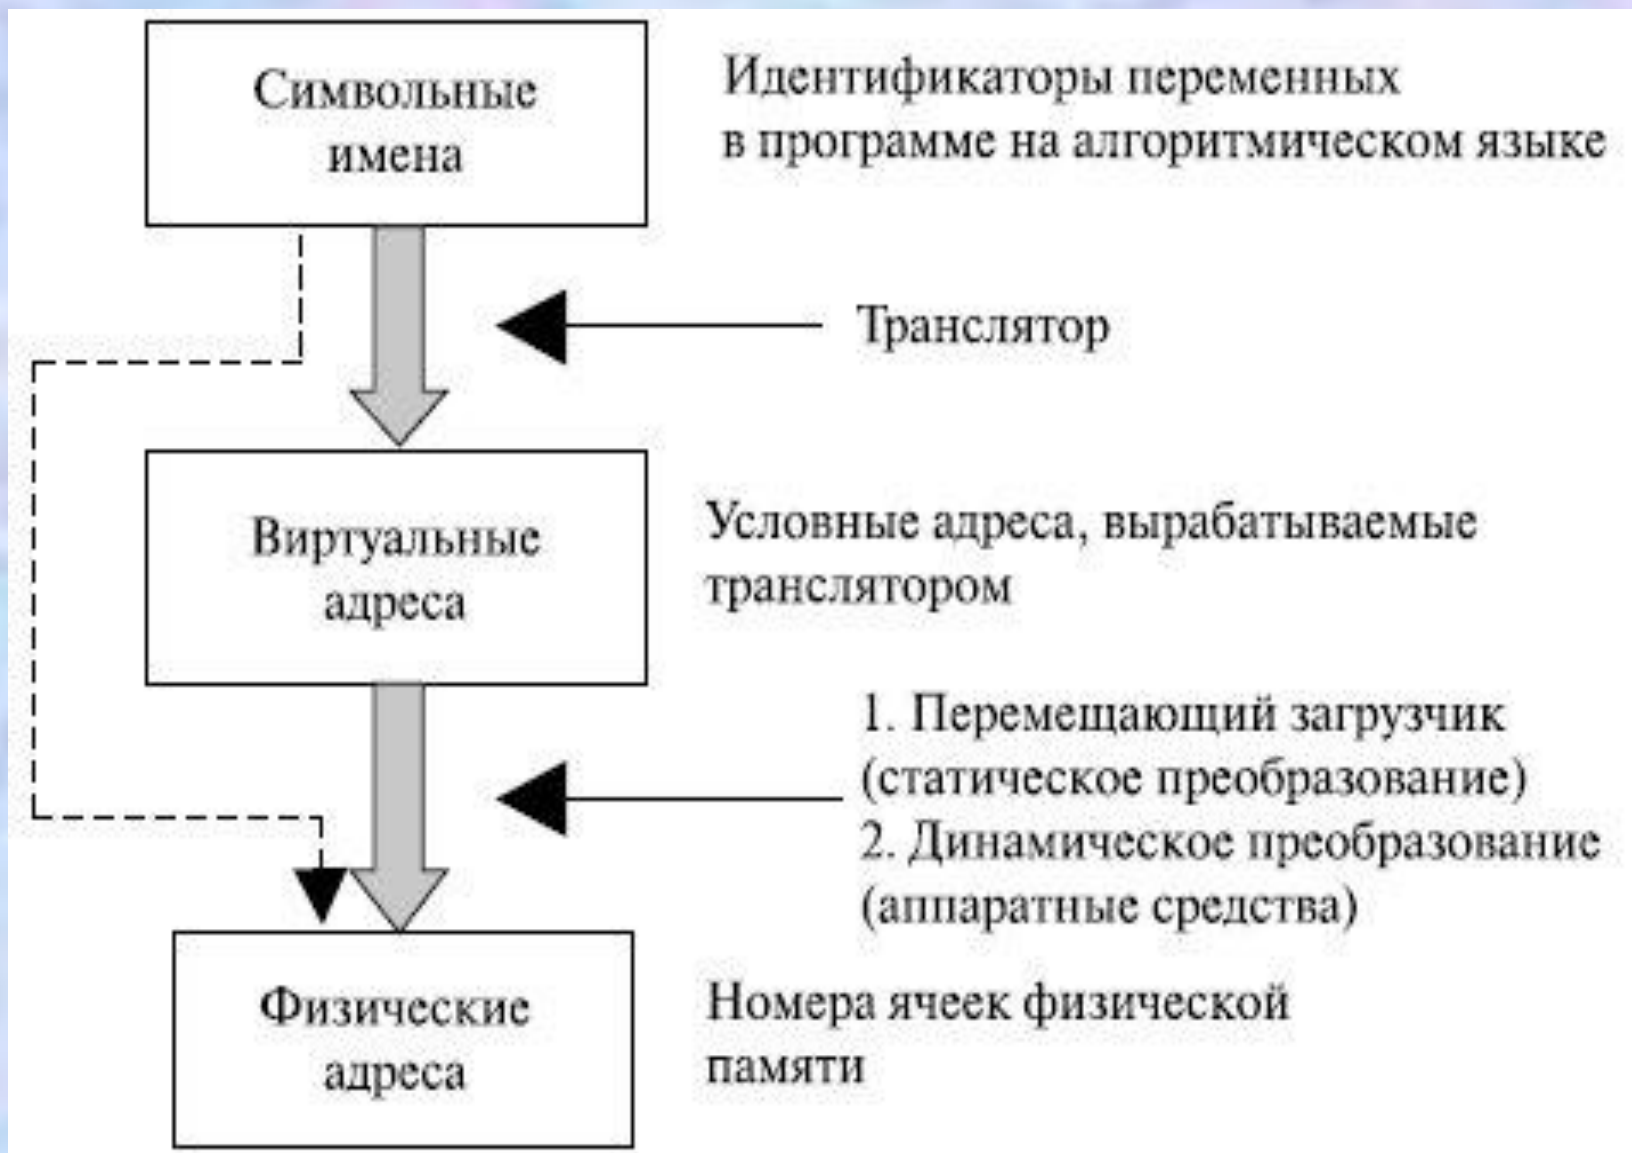 Символьные
имена
Идентификаторы переменных
в программе на алгоритмическом языке
Транслятор
Виртуальные
адреса
Условные адреса, вырабатываемые
транслятором
1. Перемещающий загрузчик
(статическое преобразование)
2. Динамическое преобразование
(аппаратные средства)
Физические
адреса
Номера ячеек физической
памяти